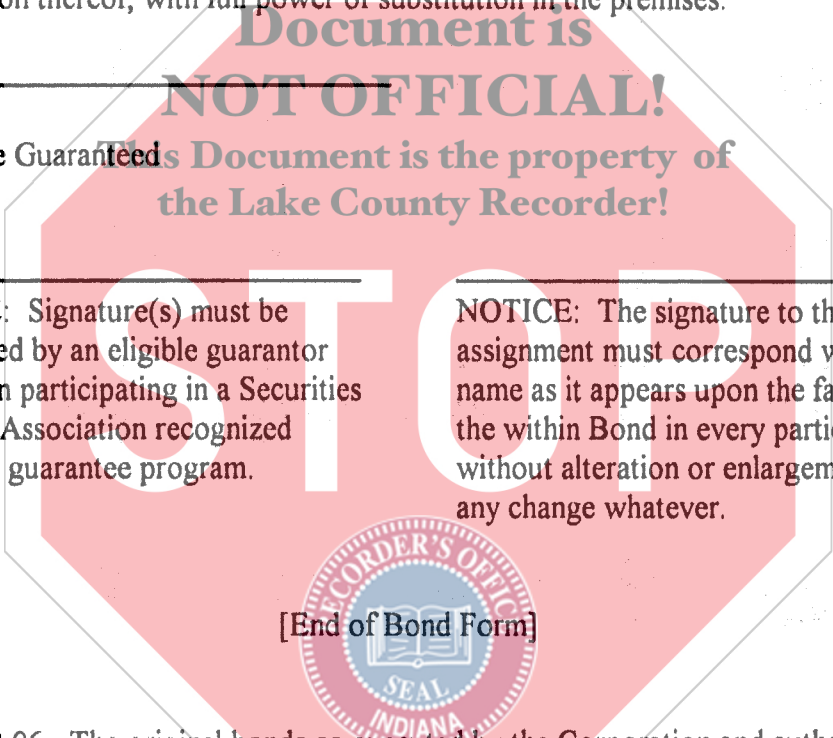 on thereof, with full power of substitution in the premises.
Document is
NOT OFFICIAL!
This Document is the property of
the Lake County Recorder!
e Guaranteed
: Signature(s) must be
ed by an eligible guarantor
n participating in a Securities
Association recognized
guarantee program.
NOTICE: The signature to th
assignment must correspond w
name as it appears upon the fa
the within Bond in every parti
without alteration or enlargem
any change whatever.
STOP
RECORDER'S OFFICE
[End of Bond Form]
SEAL
INDIANA
06. The original bonds as executed by the Corporation and auth